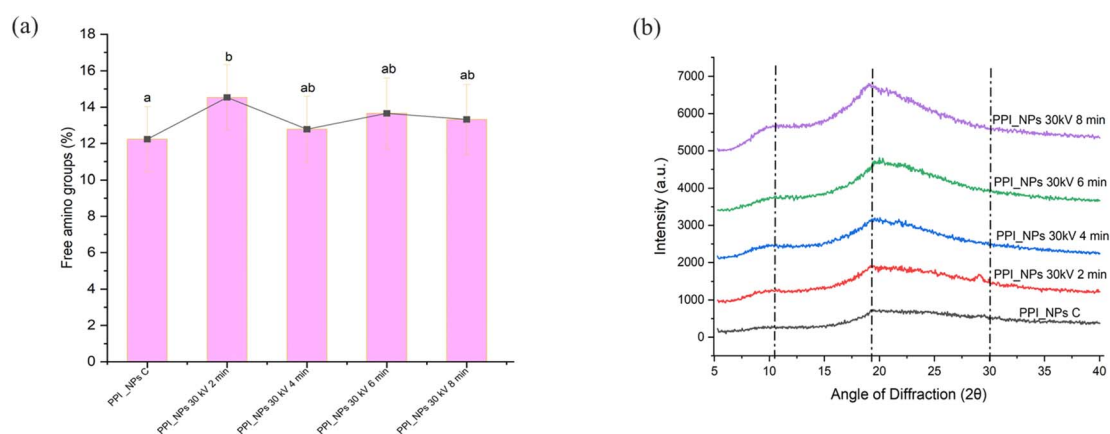 (a)
Free amino groups (%)
18
16
14
12
10
8
6
4
2
0
a
b
ab
ab
ab
PPI_NPs C
PPI_NPs 30 kV 2 min
PPI_NPs 30 kV 4 min
PPI_NPs 30 kV 6 min
PPI_NPs 30 kV 8 min
(b)
Intensity (a.u.)
7000
6000
5000
4000
3000
2000
1000
0
PPI_NPs 30kV 8 min
PPI_NPs 30kV 6 min
PPI_NPs 30kV 4 min
PPI_NPs 30kV 2 min
PPI_NPs C
5 10 15 20 25 30 35 40
Angle of Diffraction (2θ)